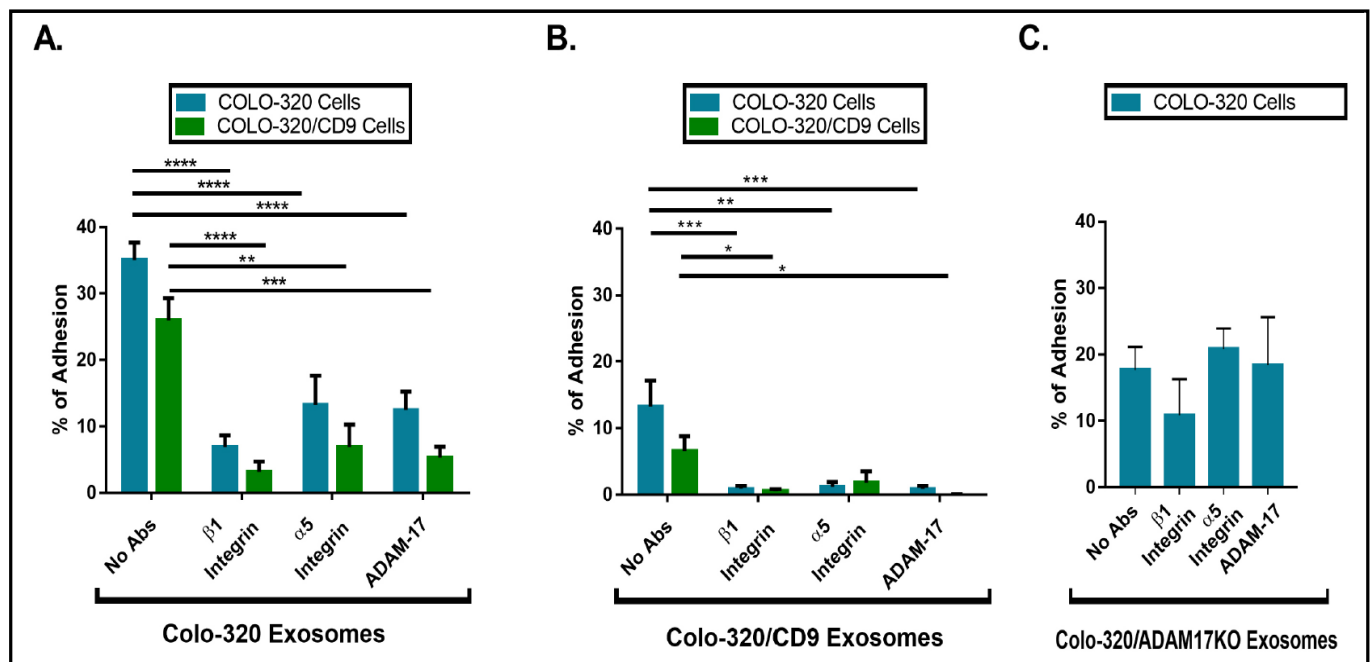 A.
COLO-320 Cells
COLO-320/CD9 Cells
****
****
****
****
**
***
% of Adhesion
40
30
20
10
0
No Abs
β1 Integrin
α5 Integrin
ADAM-17
Colo-320 Exosomes
B.
COLO-320 Cells
COLO-320/CD9 Cells
***
**
***
*
*
% of Adhesion
40
30
20
10
0
No Abs
β1 Integrin
α5 Integrin
ADAM-17
Colo-320/CD9 Exosomes
C.
COLO-320 Cells
% of Adhesion
40
30
20
10
0
No Abs
β1 Integrin
α5 Integrin
ADAM-17
Colo-320/ADAM17KO Exosomes